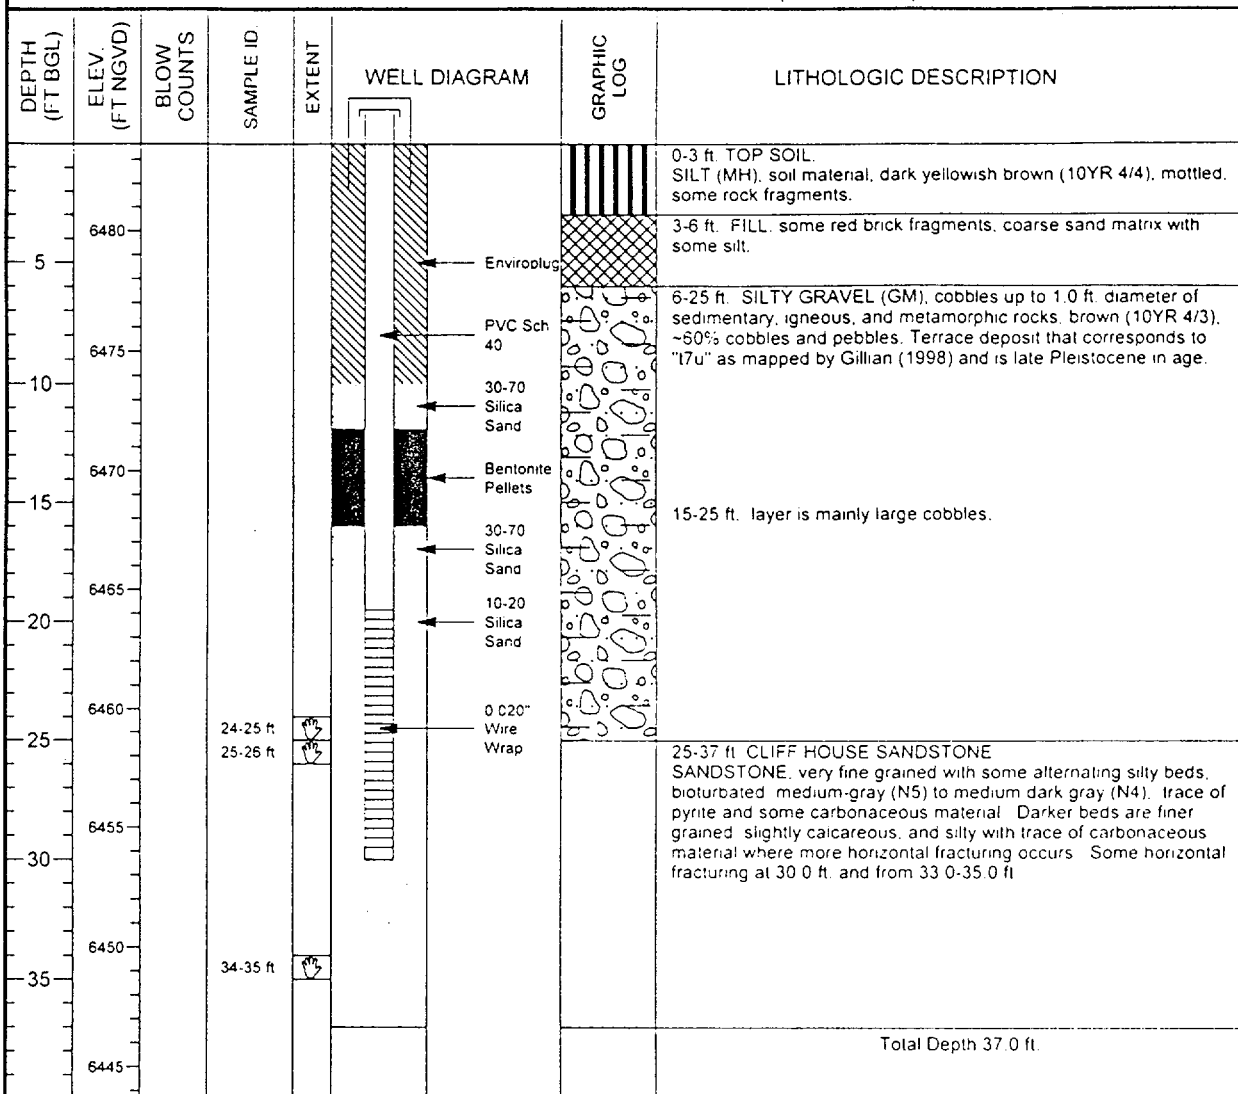 DEPTH
(FT BGL)
ELEV.
(FT NGVD)
BLOW
COUNTS
SAMPLE ID
EXTENT
WELL DIAGRAM
GRAPHIC
LOG
LITHOLOGIC DESCRIPTION
0-3 ft. TOP SOIL.
SILT (MH), soil material, dark yellowish brown (10YR 4/4), mottled,
some rock fragments.
6480
3-6 ft. FILL. some red brick fragments, coarse sand matrix with
some silt.
5
Enviroplug
6-25 ft. SILTY GRAVEL (GM), cobbles up to 1.0 ft. diameter of
sedimentary, igneous, and metamorphic rocks, brown (10YR 4/3),
~60% cobbles and pebbles. Terrace deposit that corresponds to
"t7u" as mapped by Gillian (1998) and is late Pleistocene in age.
PVC Sch
40
6475
10
30-70
Silica
Sand
6470
Bentonite
Pellets
15
15-25 ft. layer is mainly large cobbles.
30-70
Silica
Sand
6465
10-20
Silica
Sand
20
6460
0.020"
Wire
Wrap
24-25 ft
25
25-26 ft
25-37 ft. CLIFF HOUSE SANDSTONE
SANDSTONE, very fine grained with some alternating silty beds,
bioturbated medium-gray (N5) to medium dark gray (N4), trace of
pyrite and some carbonaceous material Darker beds are finer
grained slightly calcareous, and silty with trace of carbonaceous
material where more horizontal fracturing occurs Some horizontal
fracturing at 30 0 ft. and from 33 0-35.0 ft
6455
30
6450
34-35 ft
35
Total Depth 37.0 ft.
6445